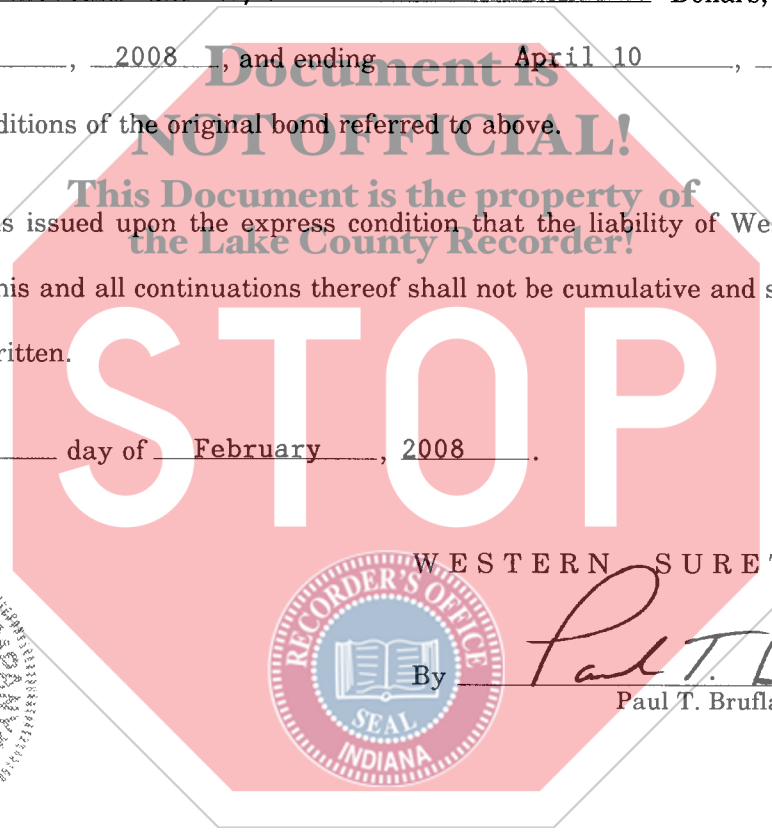 Dollars,
, 2008 , and ending April 10 ,
Document is
ditions of the original bond referred to above.
NOT OFFICIAL!
This Document is the property of
s issued upon the express condition that the liability of We
the Lake County Recorder!
his and all continuations thereof shall not be cumulative and s
ritten.
STOP
day of February , 2008 .
WESTERN SURE
RECORDER'S OFFICE
SEAL
INDIANA
By Paul T.
Paul T. Brufla